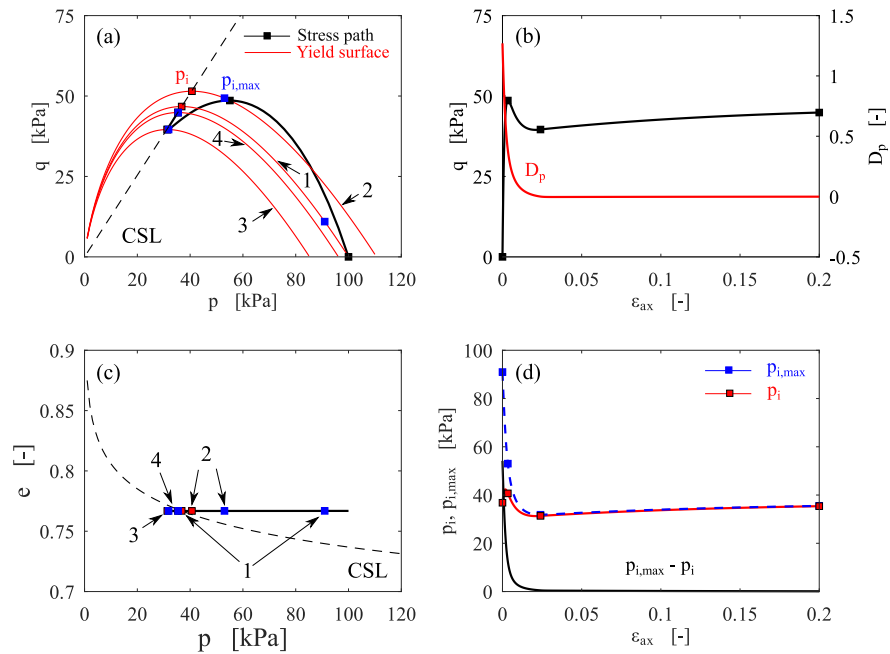 (a)
Stress path
Yield surface
p_i
p_i,max
4
1
2
3
CSL
q [kPa]
75
50
25
0
0 20 40 60 80 100 120
p [kPa]
(b)
D_p
q [kPa]
75
50
25
0
1.5
1
0.5
0
-0.5
D_p [-]
0 0.05 0.1 0.15 0.2
ε_ax [-]
(c)
4
2
3
1
CSL
e [-]
0.9
0.85
0.8
0.75
0.7
0 20 40 60 80 100 120
p [kPa]
(d)
p_i,max
p_i
p_i,max - p_i
p_i, p_i,max [kPa]
100
80
60
40
20
0
0 0.05 0.1 0.15 0.2
ε_ax [-]